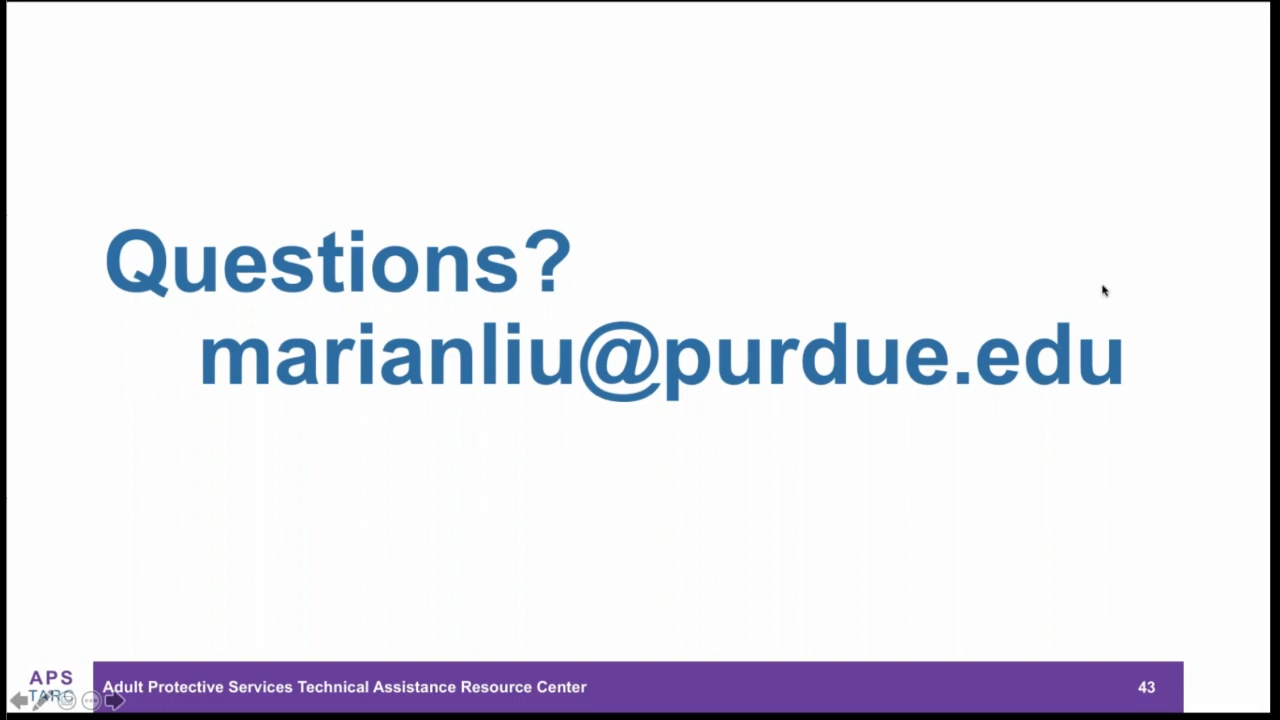 Questions?
marianliu@purdue.edu
APS
TARC
Adult Protective Services Technical Assistance Resource Center
43